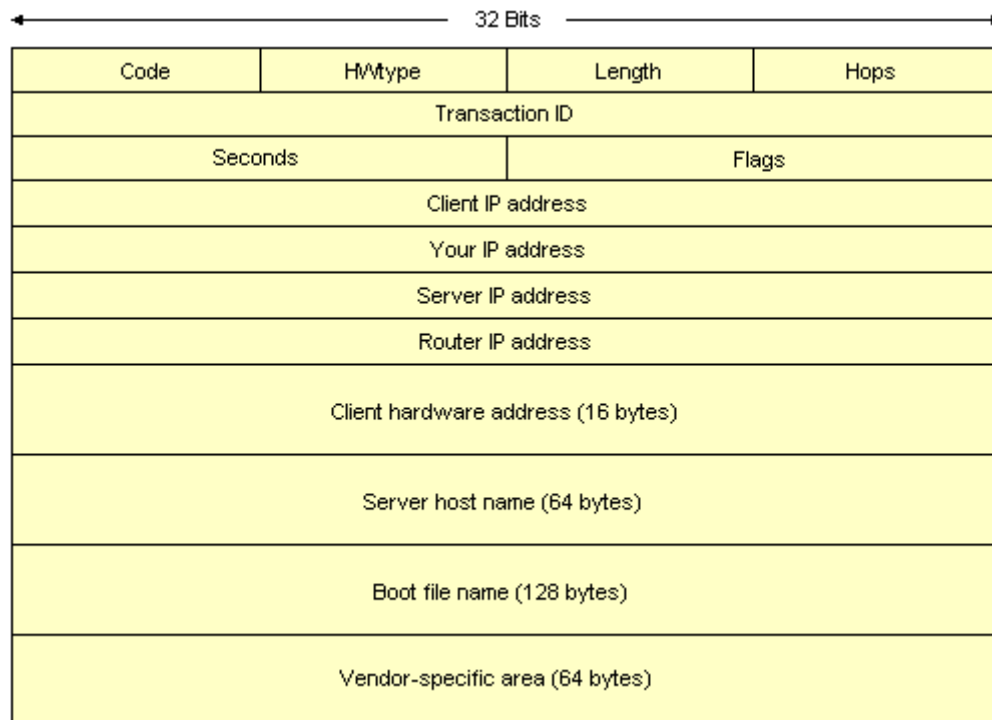 32 Bits
Code HWtype Length Hops
Transaction ID
Seconds Flags
Client IP address
Your IP address
Server IP address
Router IP address
Client hardware address (16 bytes)
Server host name (64 bytes)
Boot file name (128 bytes)
Vendor-specific area (64 bytes)